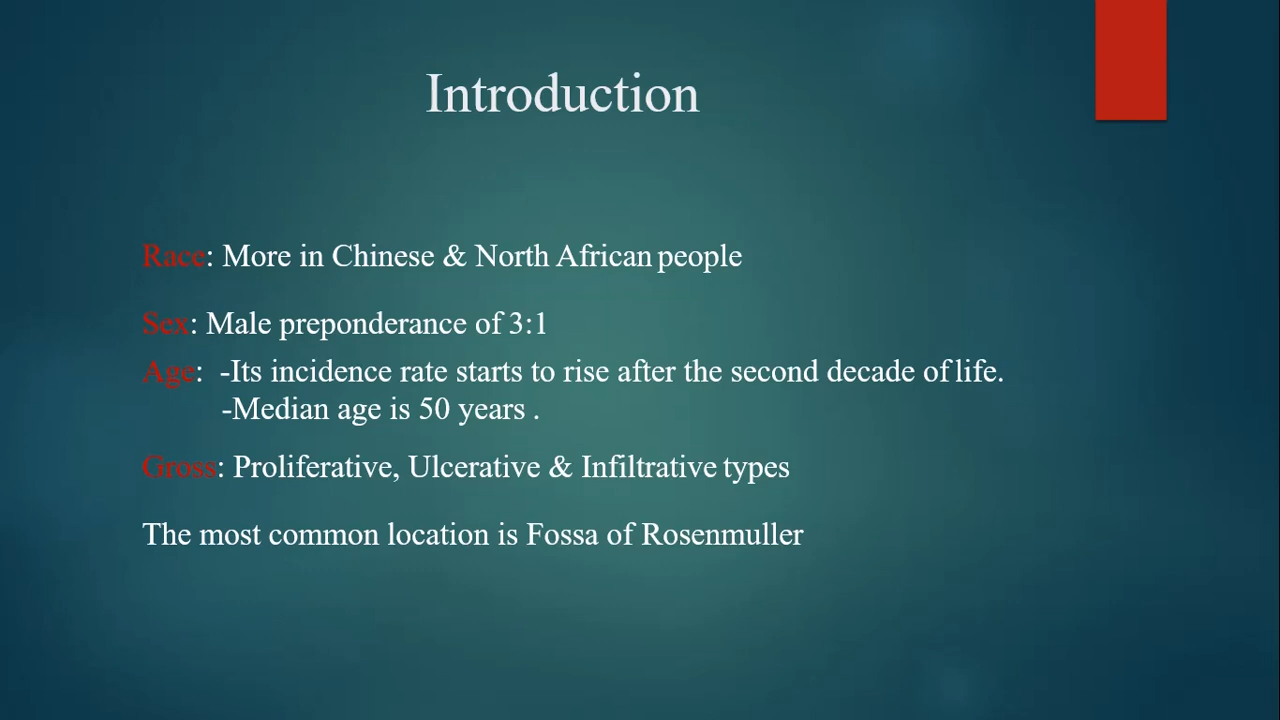 Introduction
Race: More in Chinese & North African people
Sex: Male preponderance of 3:1
Age: -Its incidence rate starts to rise after the second decade of life.
-Median age is 50 years .
Gross: Proliferative, Ulcerative & Infiltrative types
The most common location is Fossa of Rosenmuller